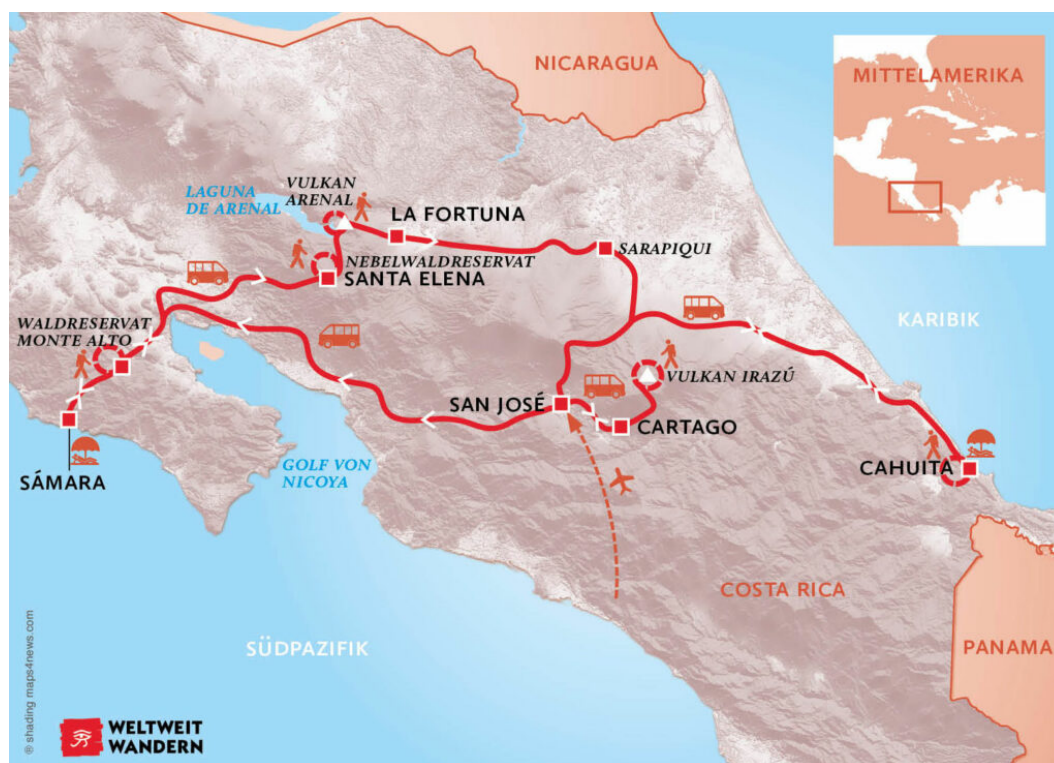 NICARAGUA
MITTELAMERIKA
VULKAN
ARENAL
LAGUNA
DE ARENAL
LA FORTUNA
SARAPIQUI
NEBELWALDRESERVAT
SANTA ELENA
KARIBIK
WALDRESERVAT
MONTE ALTO
VULKAN IRAZÚ
SAN JOSÉ
CARTAGO
GOLF VON
NICOYA
CAHUITA
SÁMARA
COSTA RICA
PANAMA
SÜDPAZIFIK
® shading maps4news.com
WELTWEIT
WANDERN